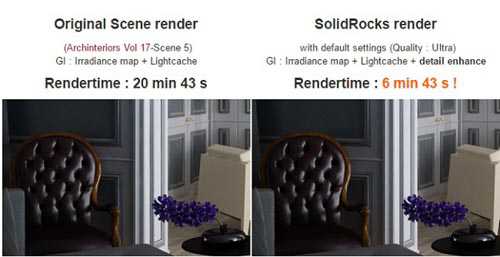 Original Scene render
(Archinteriors Vol 17-Scene 5)
GI : Irradiance map + Lightcache
Rendertime : 20 min 43 s
SolidRocks render
with default settings (Quality : Ultra)
GI : Irradiance map + Lightcache + detail enhance
Rendertime : 6 min 43 s !